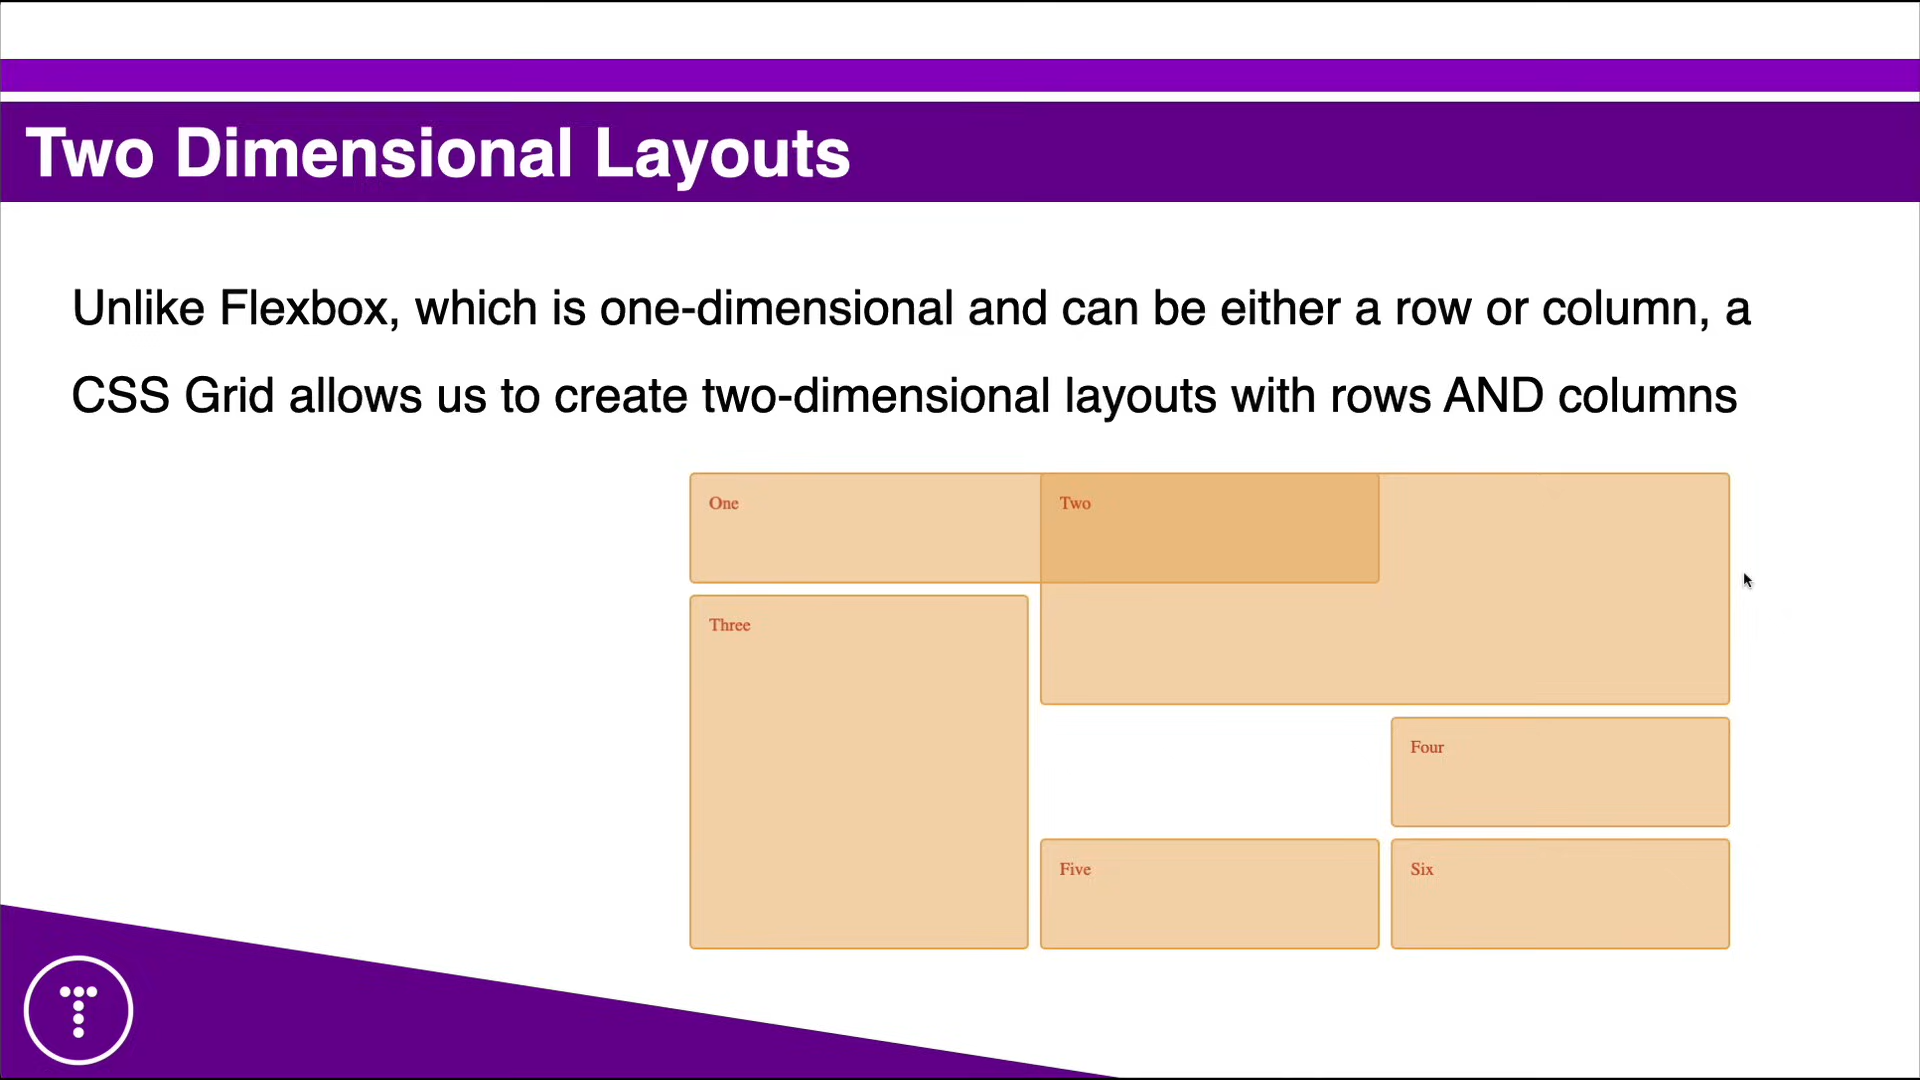 Two Dimensional Layouts
Unlike Flexbox, which is one-dimensional and can be either a row or column, a
CSS Grid allows us to create two-dimensional layouts with rows AND columns
One
Two
Three
Four
Five
Six
T